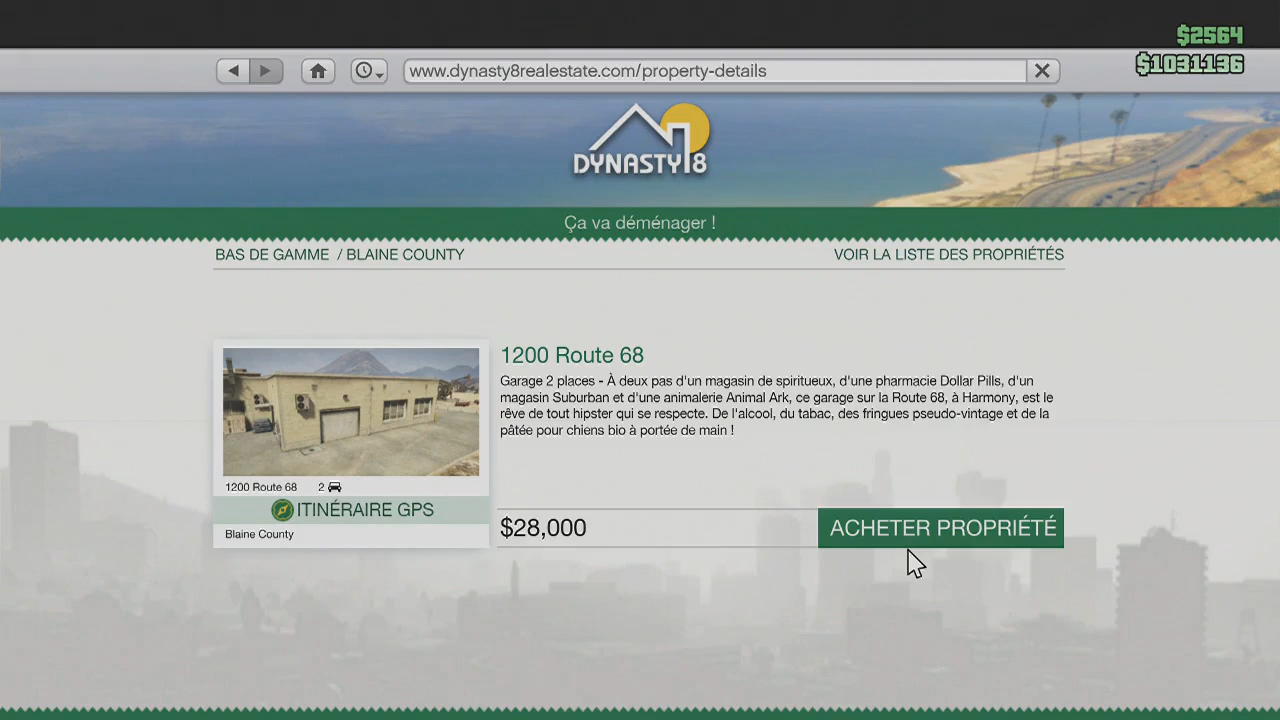 $2564
$1031136
www.dynasty8realestate.com/property-details
DYNASTY 8
Ça va déménager !
BAS DE GAMME / BLAINE COUNTY
VOIR LA LISTE DES PROPRIÉTÉS
1200 Route 68
Garage 2 places - À deux pas d'un magasin de spiritueux, d'une pharmacie Dollar Pills, d'un
magasin Suburban et d'une animalerie Animal Ark, ce garage sur la Route 68, à Harmony, est le
rêve de tout hipster qui se respecte. De l'alcool, du tabac, des fringues pseudo-vintage et de la
pâtée pour chiens bio à portée de main !
1200 Route 68 2
ITINÉRAIRE GPS
Blaine County
$28,000
ACHETER PROPRIÉTÉ